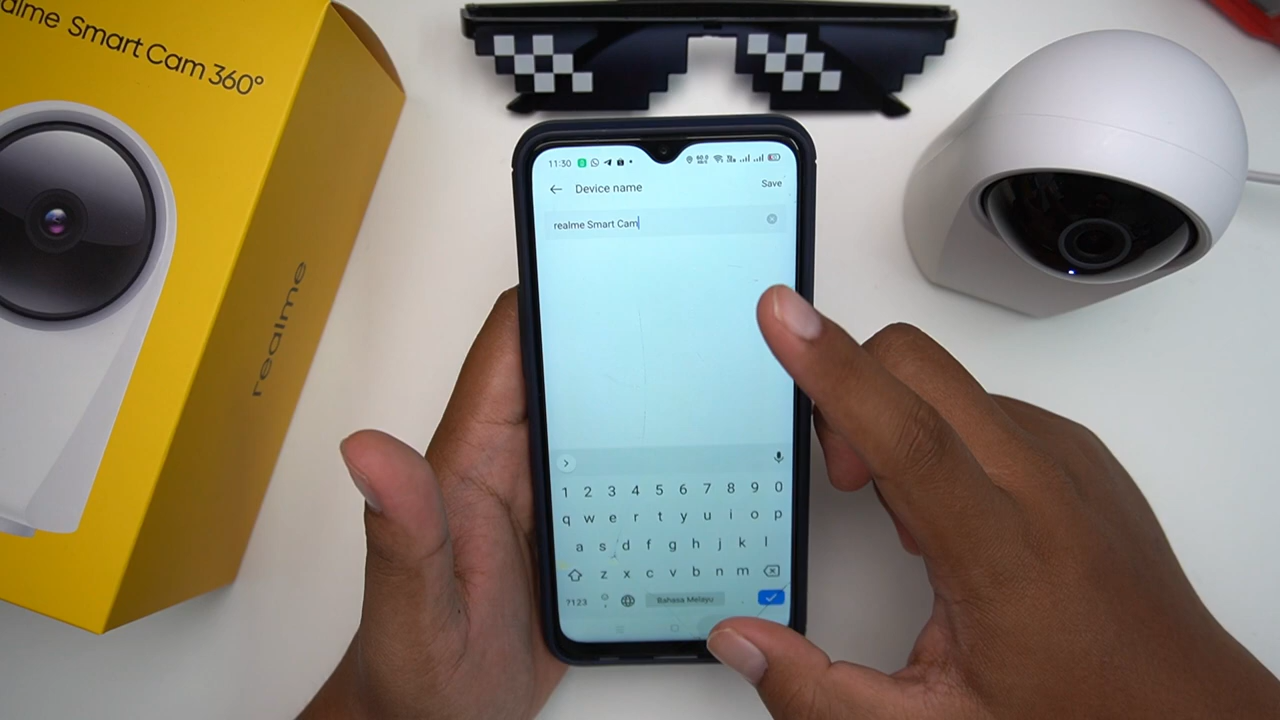 alme Smart Cam 360°
realme
11:30
Device name
Save
realme Smart Cam
1 2 3 4 5 6 7 8 9 0
q w e r t y u i o p
a s d f g h j k l
z x c v b n m
?123
Bahasa Melayu